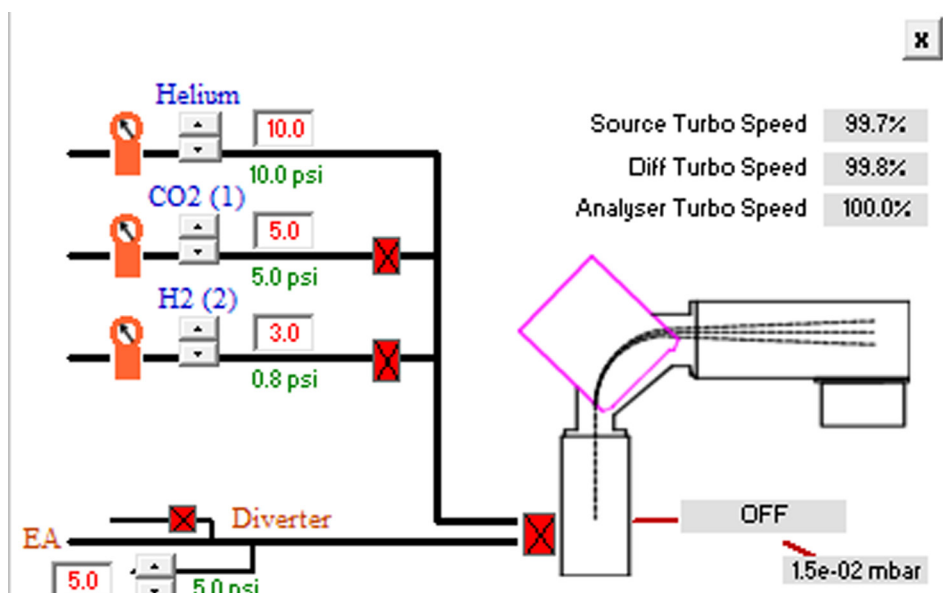 x
Helium
10.0
10.0 psi
Source Turbo Speed 99.7%
Diff Turbo Speed 99.8%
Analyser Turbo Speed 100.0%
CO2 (1)
5.0
5.0 psi
H2 (2)
3.0
0.8 psi
Diverter
EA
5.0
5.0 psi
OFF
1.5e-02 mbar